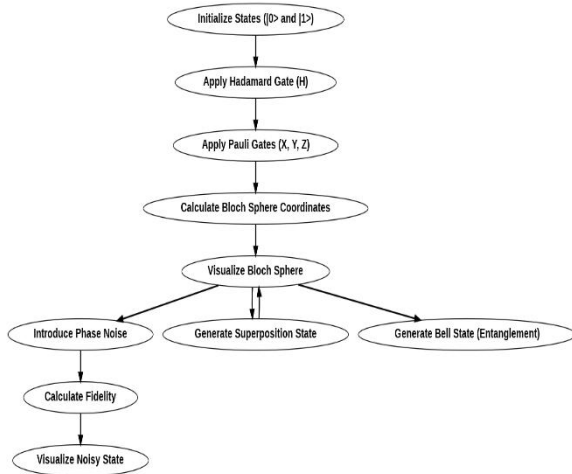 Initialize States (|0> and |1>)
Apply Hadamard Gate (H)
Apply Pauli Gates (X, Y, Z)
Calculate Bloch Sphere Coordinates
Visualize Bloch Sphere
Introduce Phase Noise
Generate Superposition State
Generate Bell State (Entanglement)
Calculate Fidelity
Visualize Noisy State